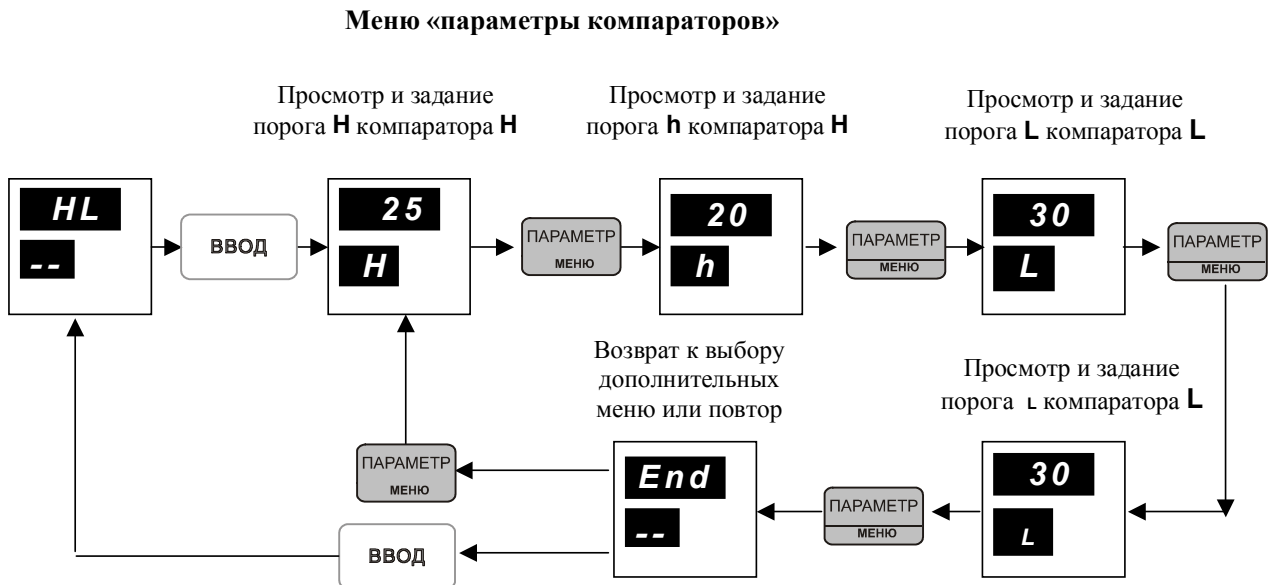 Меню «параметры компараторов»
Просмотр и задание
порога H компаратора H
Просмотр и задание
порога h компаратора H
Просмотр и задание
порога L компаратора L
HL
--
ВВОД
25
H
ПАРАМЕТР
МЕНЮ
20
h
ПАРАМЕТР
МЕНЮ
30
L
ПАРАМЕТР
МЕНЮ
Возврат к выбору
дополнительных
меню или повтор
Просмотр и задание
порога ʟ компаратора L
ПАРАМЕТР
МЕНЮ
End
--
ПАРАМЕТР
МЕНЮ
30
ʟ
ВВОД